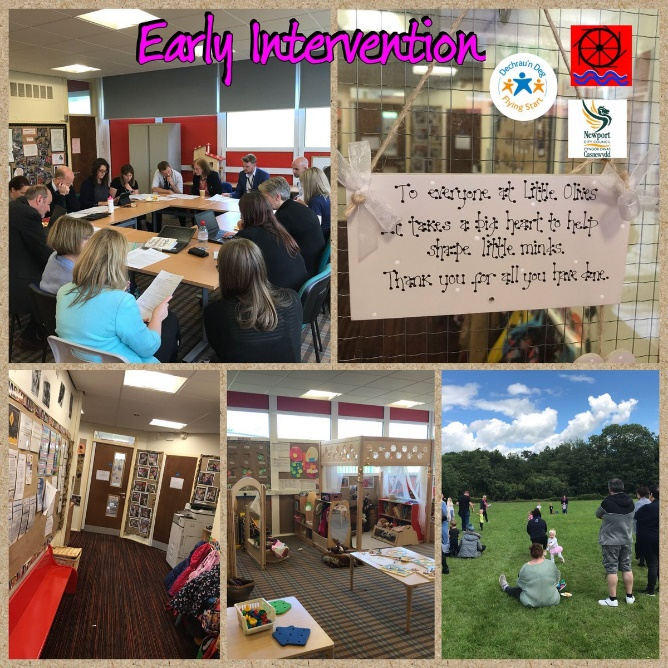 Early Intervention
Dechrau'n Deg
Flying Start
Newport
CITY COUNCIL
CYNGOR DINAS
Casnewydd
To everyone at Little Olives
It takes a big heart to help
shape little minds.
Thank you for all you have done.